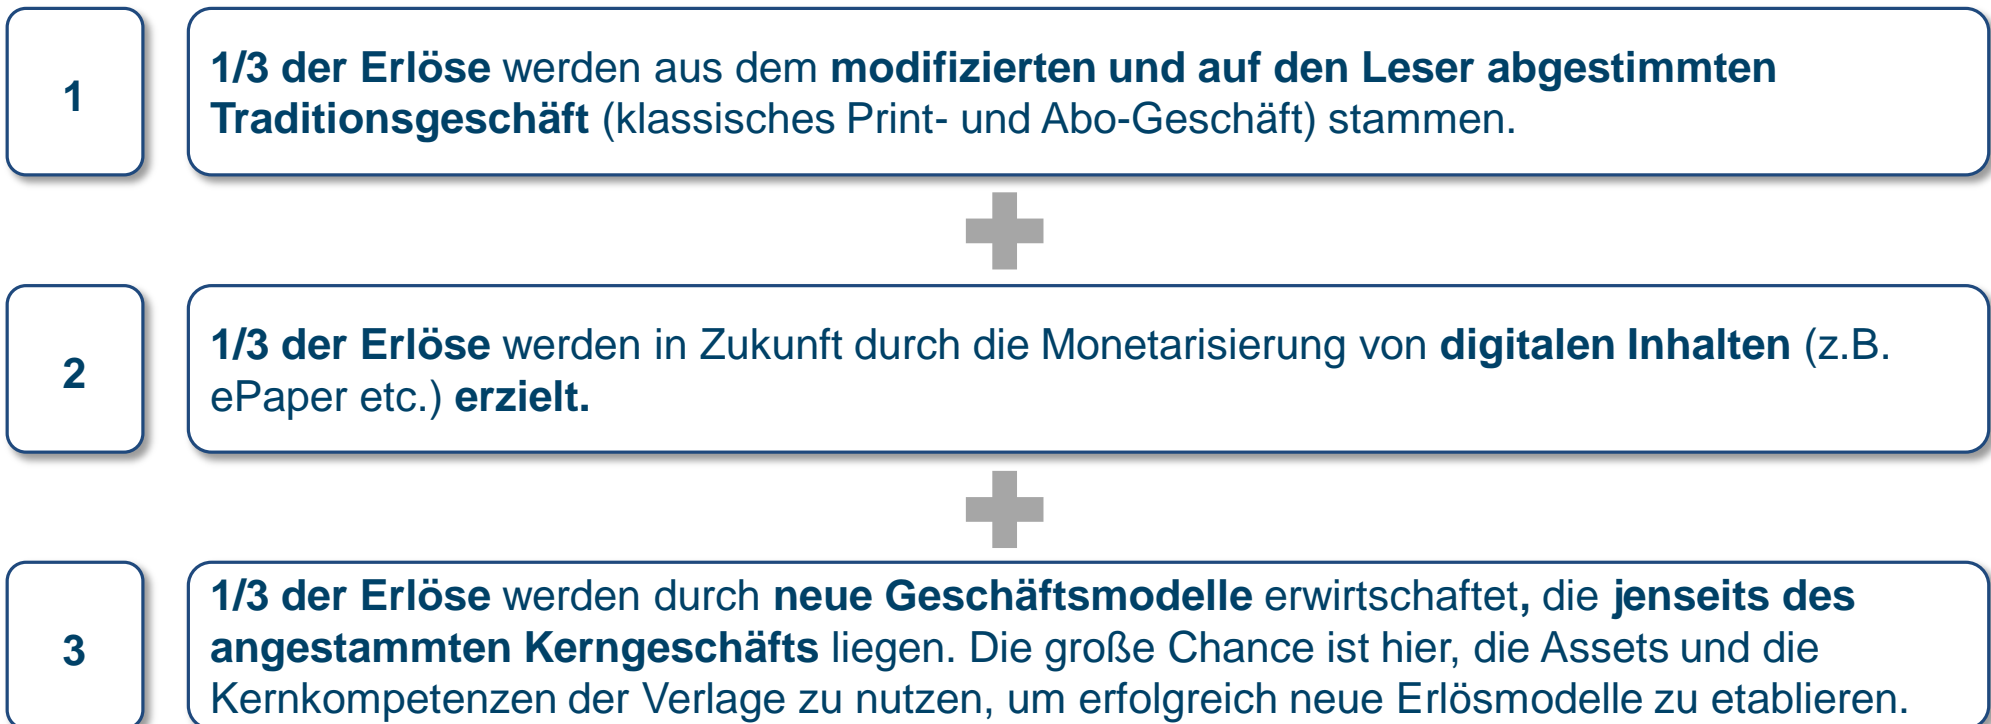 1
1/3 der Erlöse werden aus dem modifizierten und auf den Leser abgestimmten
Traditionsgeschäft (klassisches Print- und Abo-Geschäft) stammen.
2
1/3 der Erlöse werden in Zukunft durch die Monetarisierung von digitalen Inhalten (z.B.
ePaper etc.) erzielt.
3
1/3 der Erlöse werden durch neue Geschäftsmodelle erwirtschaftet, die jenseits des
angestammten Kerngeschäfts liegen. Die große Chance ist hier, die Assets und die
Kernkompetenzen der Verlage zu nutzen, um erfolgreich neue Erlösmodelle zu etablieren.